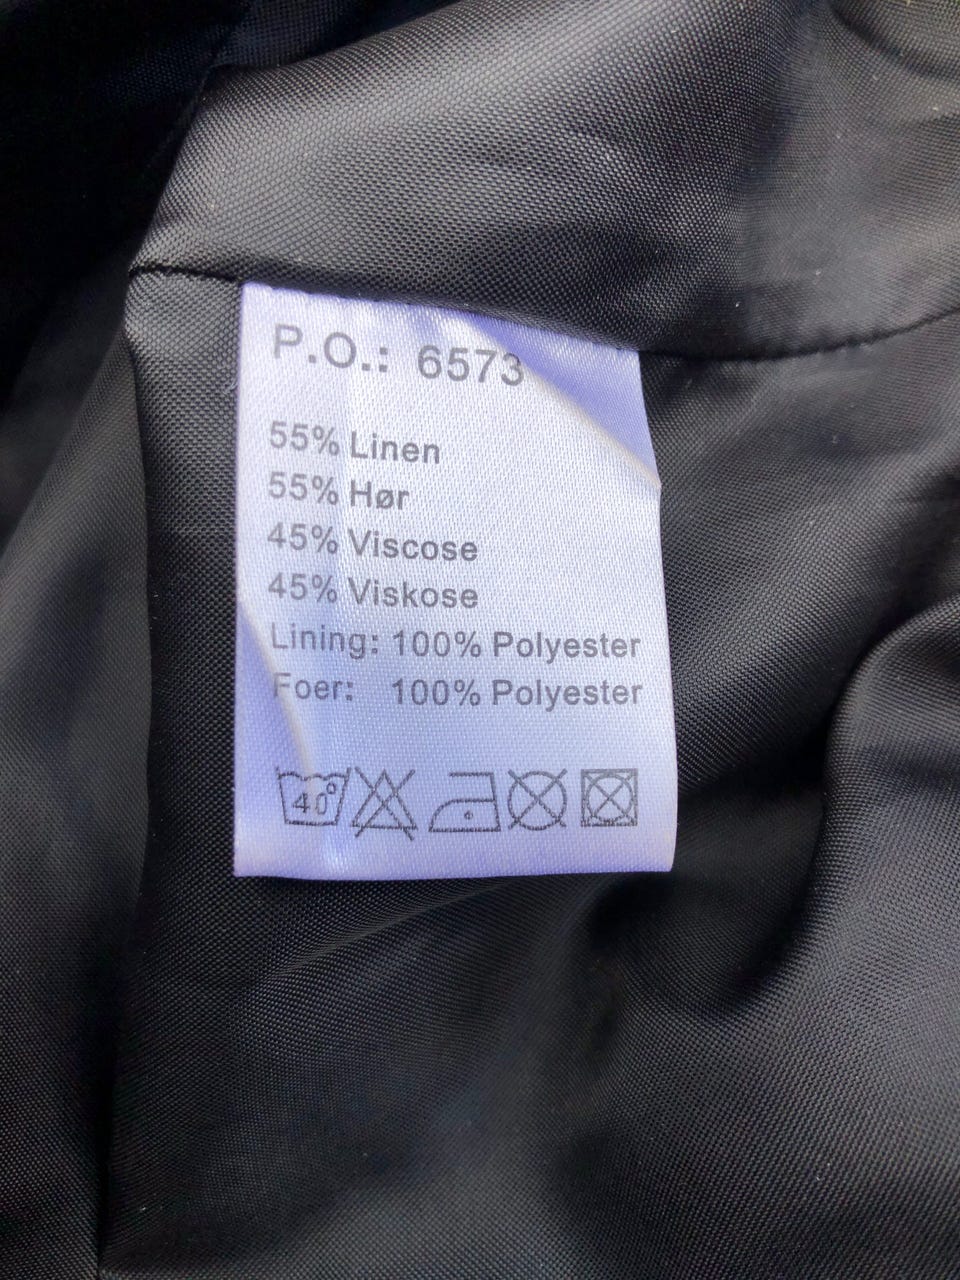 P.O.: 6573
55% Linen
55% Hør
45% Viscose
45% Viskose
Lining: 100% Polyester
Foer: 100% Polyester
40°